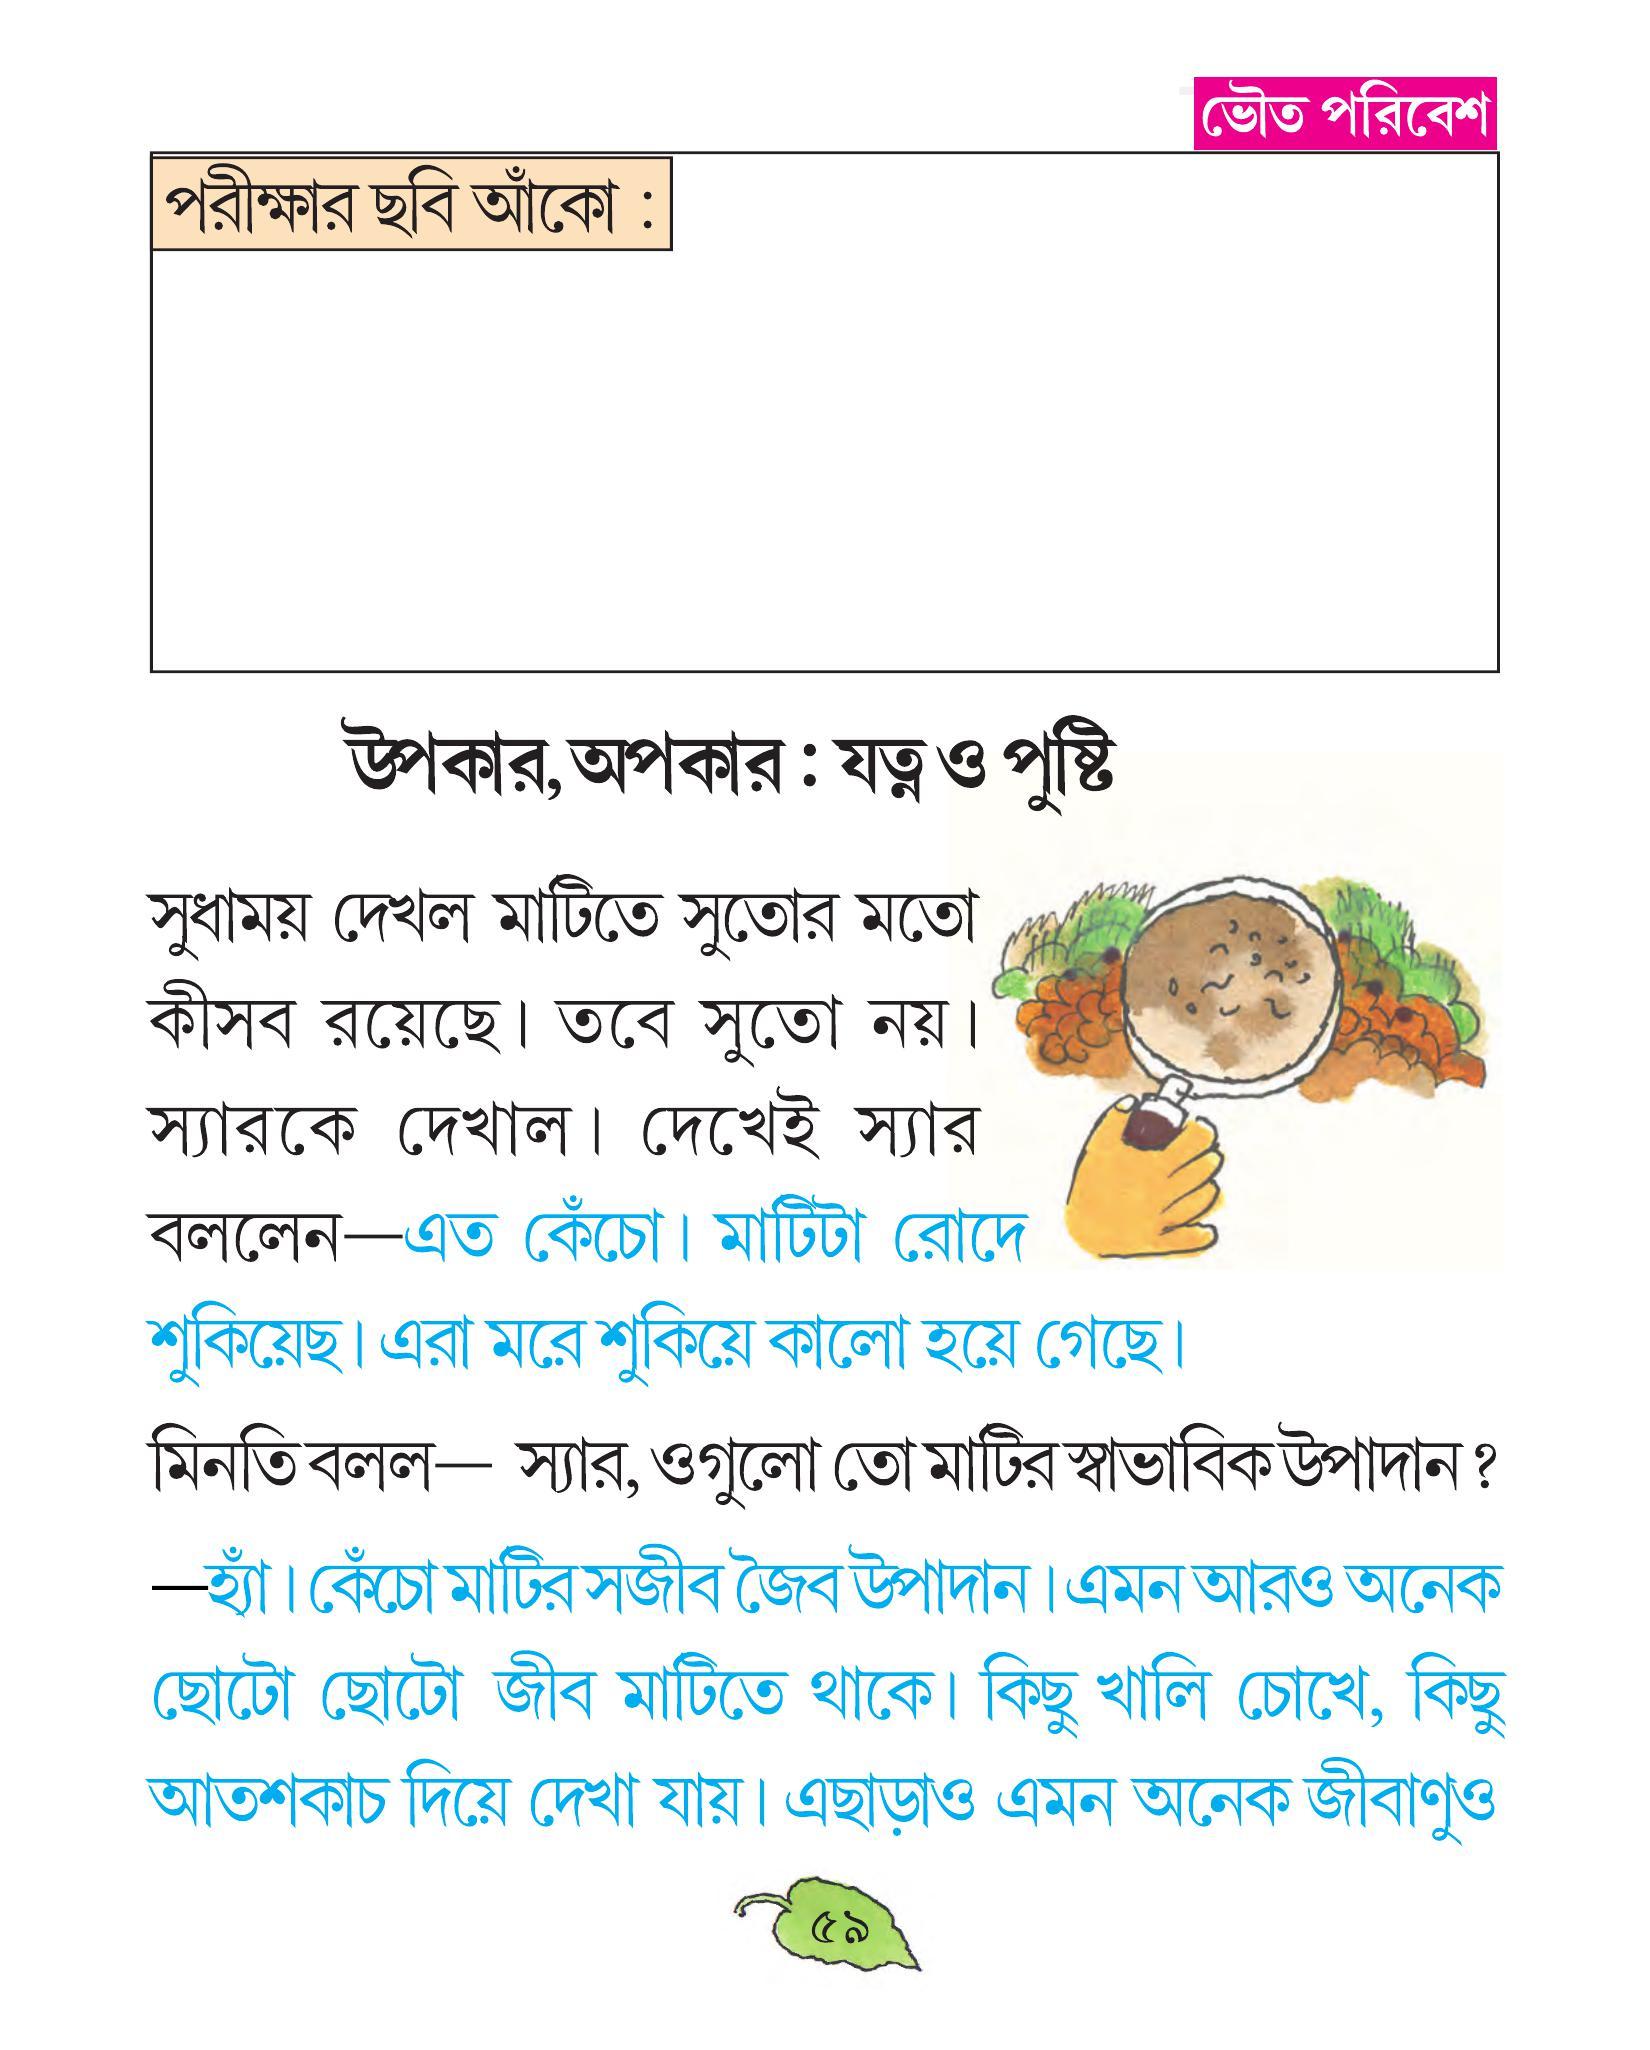 ভৌত পরিবেশ
পরীক্ষার ছবি আঁকো :
উপকার, অপকার : যত্ন ও পুষ্টি
সুধাময় দেখল মাটিতে সুতোর মতো
কীসব রয়েছে। তবে সুতো নয়।
স্যারকে দেখাল। দেখেই স্যার
বললেন—এত কেঁচো। মাটিটা রোদে
শুকিয়েছ। এরা মরে শুকিয়ে কালো হয়ে গেছে।
মিনতি বলল— স্যার, ওগুলো তো মাটির স্বাভাবিক উপাদান?
—হ্যাঁ। কেঁচো মাটির সজীব জৈব উপাদান। এমন আরও অনেক
ছোটো ছোটো জীব মাটিতে থাকে। কিছু খালি চোখে, কিছু
আতশকাচ দিয়ে দেখা যায়। এছাড়াও এমন অনেক জীবাণুও
৫৯